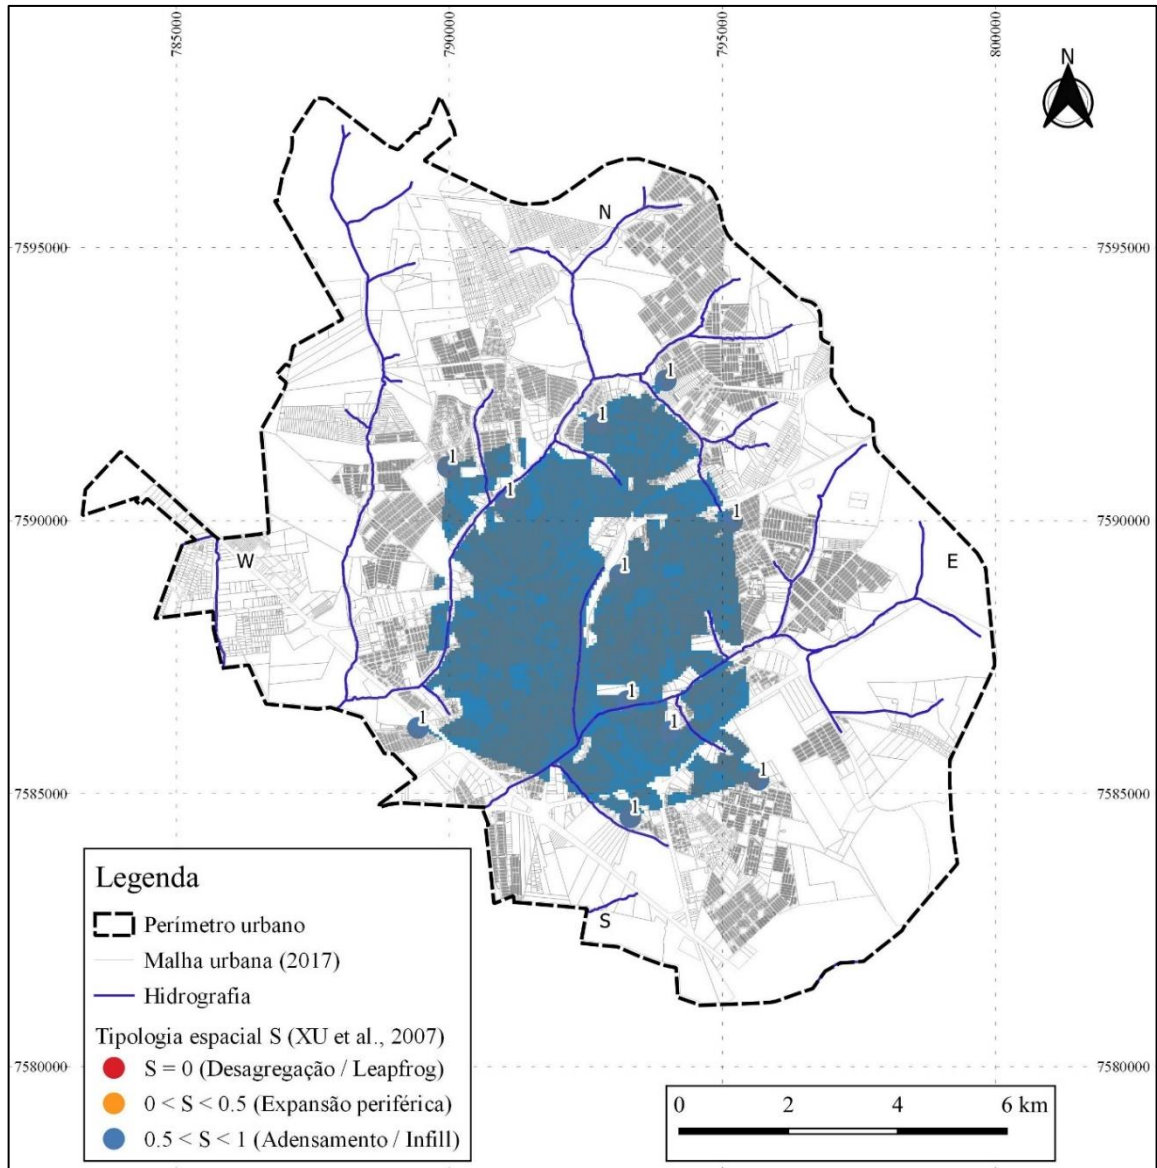 785000
790000
795000
800000
N
N
7595000
7595000
1
1
1
1
7590000
1
7590000
W
1
E
1
1
1
1
7585000
1
7585000
S
Legenda
Perímetro urbano
Malha urbana (2017)
Hidrografia
Tipologia espacial S (XU et al., 2007)
S = 0 (Desagregação / Leapfrog)
0 < S < 0.5 (Expansão periférica)
0.5 < S < 1 (Adensamento / Infill)
7580000
7580000
0 2 4 6 km